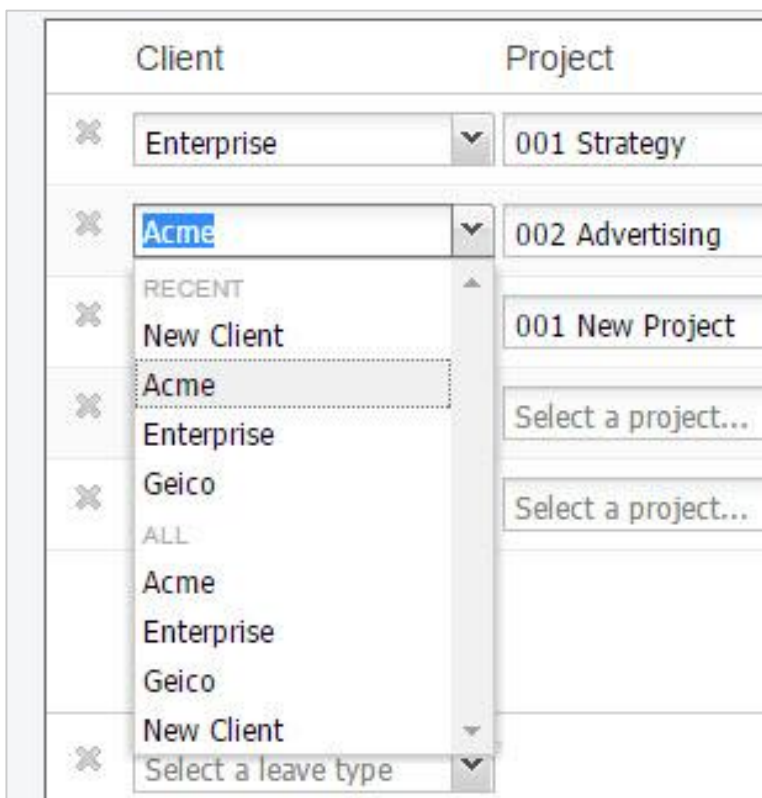 Client Project
Enterprise 001 Strategy
Acme 002 Advertising
RECENT
New Client 001 New Project
Acme
Enterprise Select a project...
Geico Select a project...
ALL
Acme
Enterprise
Geico
New Client
Select a leave type